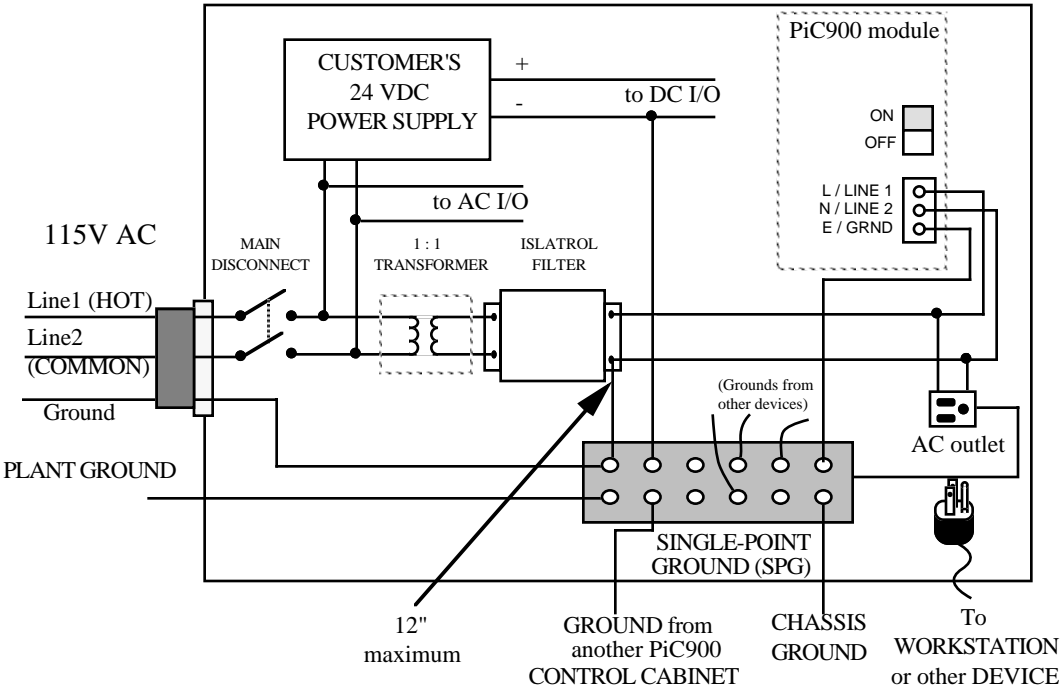 PiC900 module
CUSTOMER'S
24 VDC
POWER SUPPLY
+
-
to DC I/O
ON
OFF
L / LINE 1
N / LINE 2
E / GRND
to AC I/O
115V AC
MAIN
DISCONNECT
1 : 1
TRANSFORMER
ISLATROL
FILTER
Line1 (HOT)
Line2
(COMMON)
Ground
(Grounds from
other devices)
AC outlet
PLANT GROUND
SINGLE-POINT
GROUND (SPG)
12"
maximum
GROUND from
another PiC900
CONTROL CABINET
CHASSIS
GROUND
To
WORKSTATION
or other DEVICE